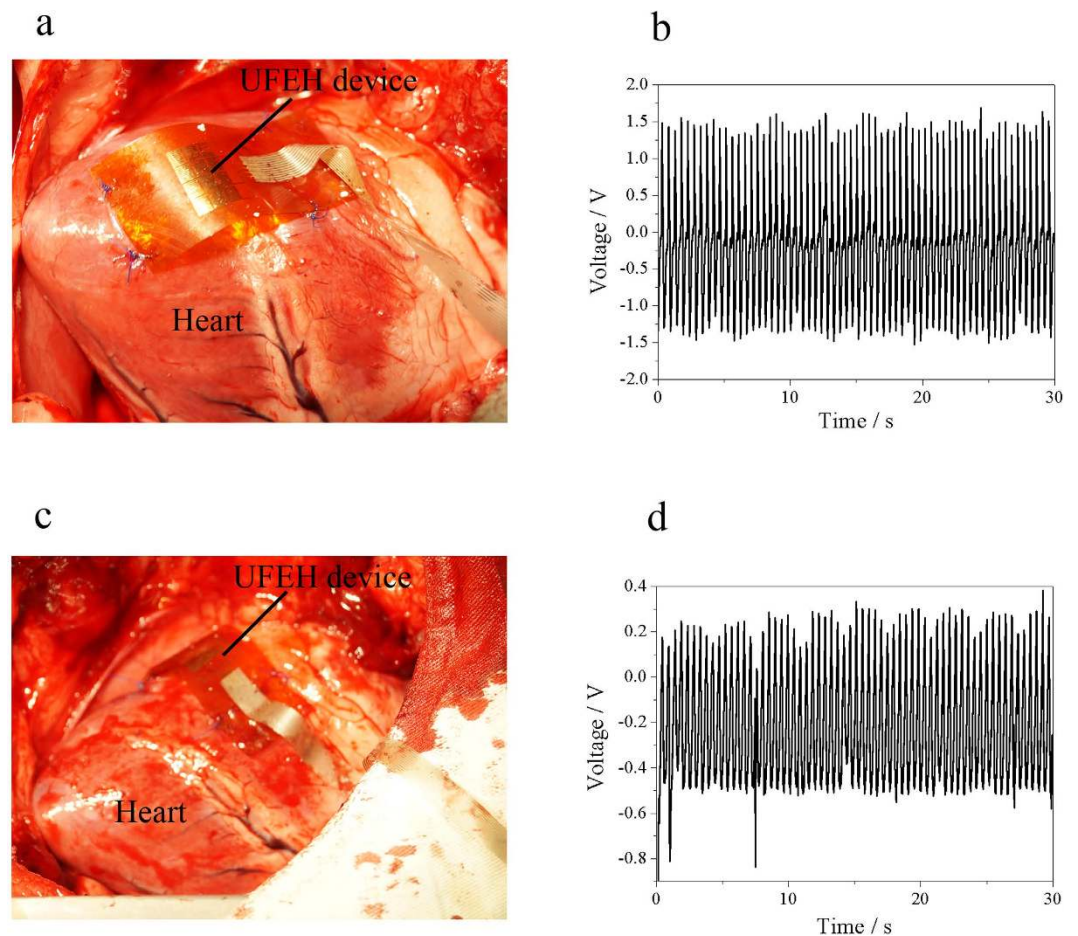 a
UFEH device
Heart
b
2.0
1.5
1.0
0.5
0.0
-0.5
-1.0
-1.5
-2.0
Voltage / V
0
10
20
30
Time / s
c
UFEH device
Heart
d
0.4
0.2
0.0
-0.2
-0.4
-0.6
-0.8
Voltage / V
0
10
20
30
Time / s